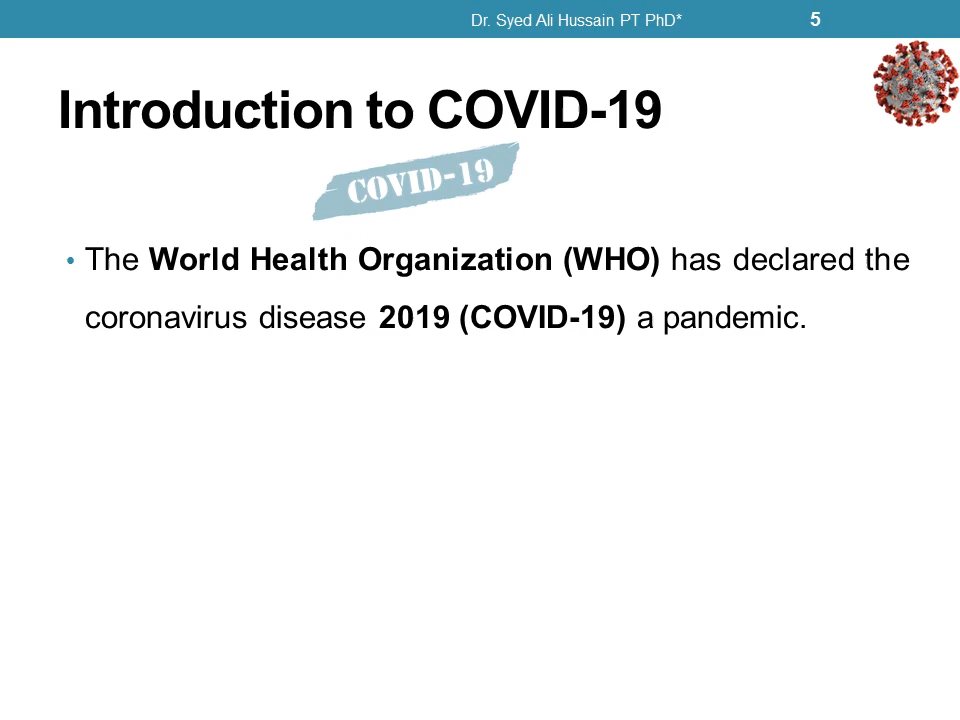 Dr. Syed Ali Hussain PT PhD* 5
Introduction to COVID-19
COVID-19
• The World Health Organization (WHO) has declared the
coronavirus disease 2019 (COVID-19) a pandemic.